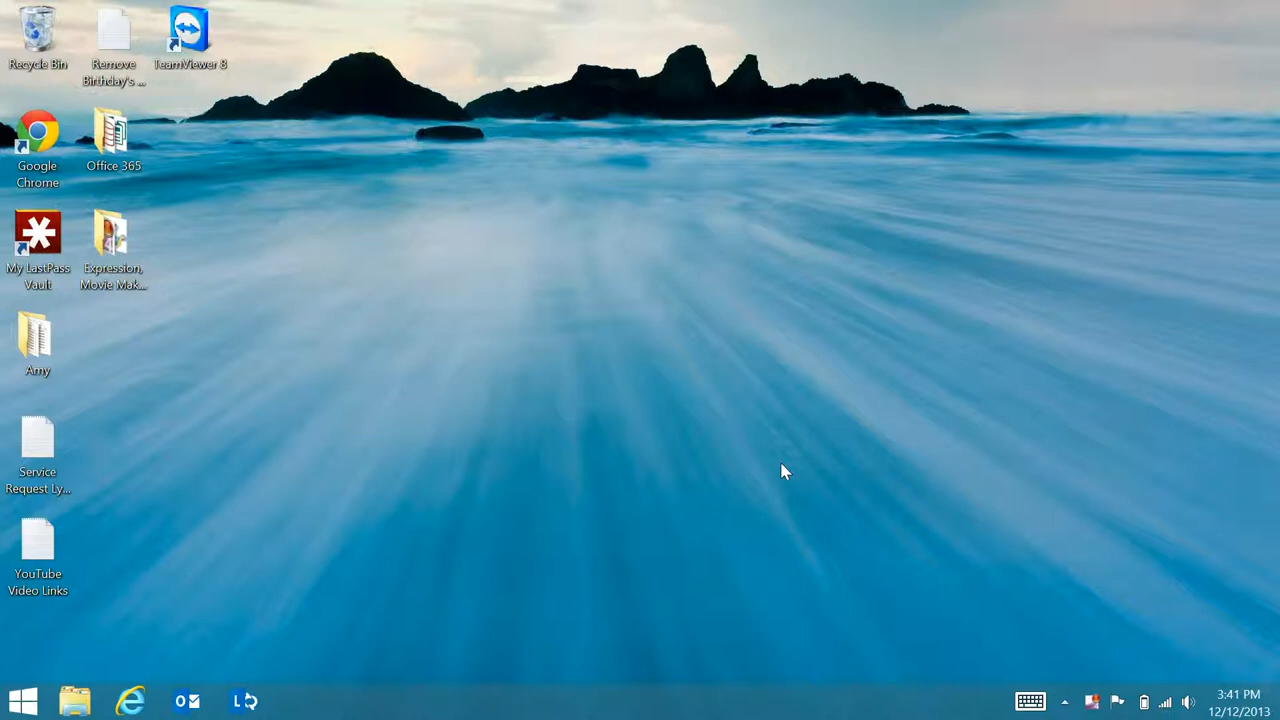 Recycle Bin
Remove
Birthday's ...
TeamViewer 8
Google
Chrome
Office 365
My LastPass
Vault
Expression,
Movie Mak...
Amy
Service
Request Ly...
YouTube
Video Links
3:41 PM
12/12/2013